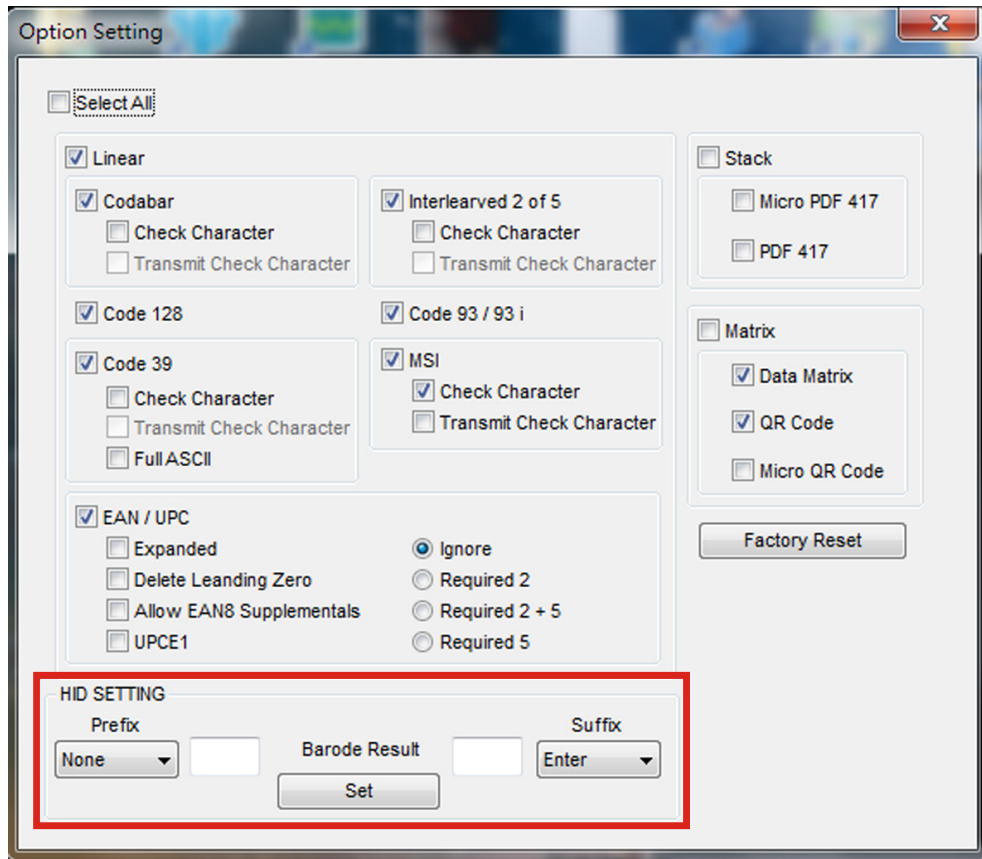 Option Setting
Select All
Linear
Codabar
Check Character
Transmit Check Character
Interlearved 2 of 5
Check Character
Transmit Check Character
Code 128
Code 93 / 93 i
Code 39
Check Character
Transmit Check Character
Full ASCII
MSI
Check Character
Transmit Check Character
EAN / UPC
Expanded
Delete Leanding Zero
Allow EAN8 Supplementals
UPCE1
Ignore
Required 2
Required 2 + 5
Required 5
Stack
Micro PDF 417
PDF 417
Matrix
Data Matrix
QR Code
Micro QR Code
Factory Reset
HID SETTING
Prefix
None
Barode Result
Set
Suffix
Enter